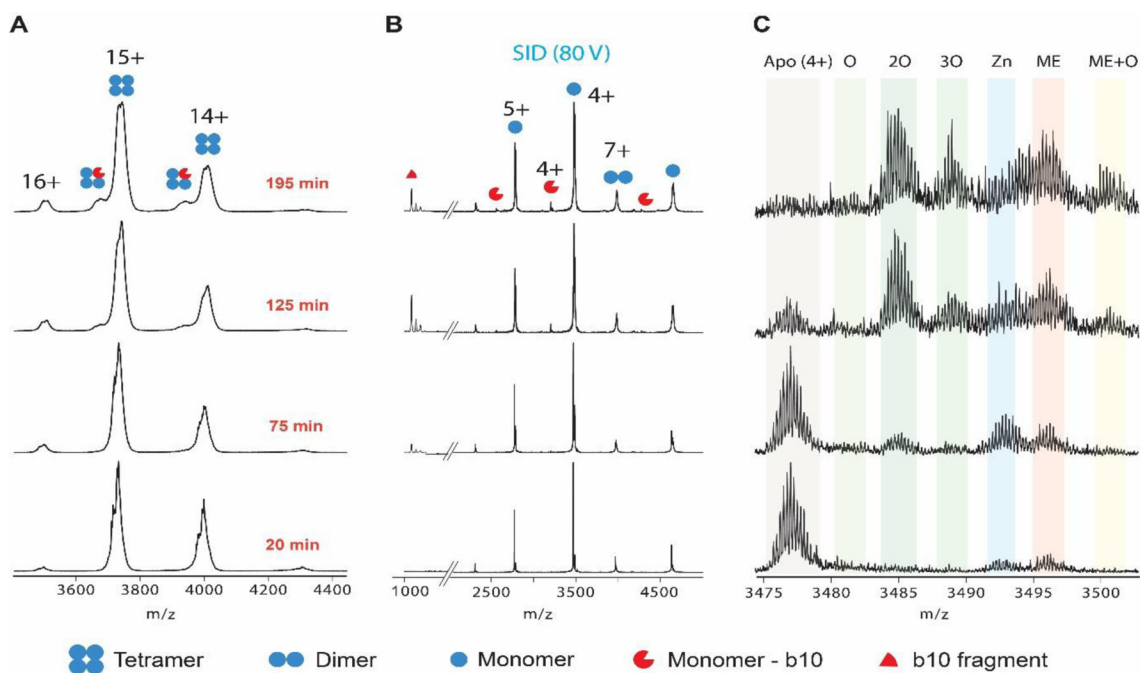 A
15+
14+
16+
195 min
125 min
75 min
20 min
3600 3800 4000 4200 4400
m/z
B
SID (80 V)
5+
4+
4+
7+
1000 2500 3500 4500
m/z
C
Apo (4+) O 2O 3O Zn ME ME+O
3475 3480 3485 3490 3495 3500
m/z
Tetramer Dimer Monomer Monomer - b10 b10 fragment